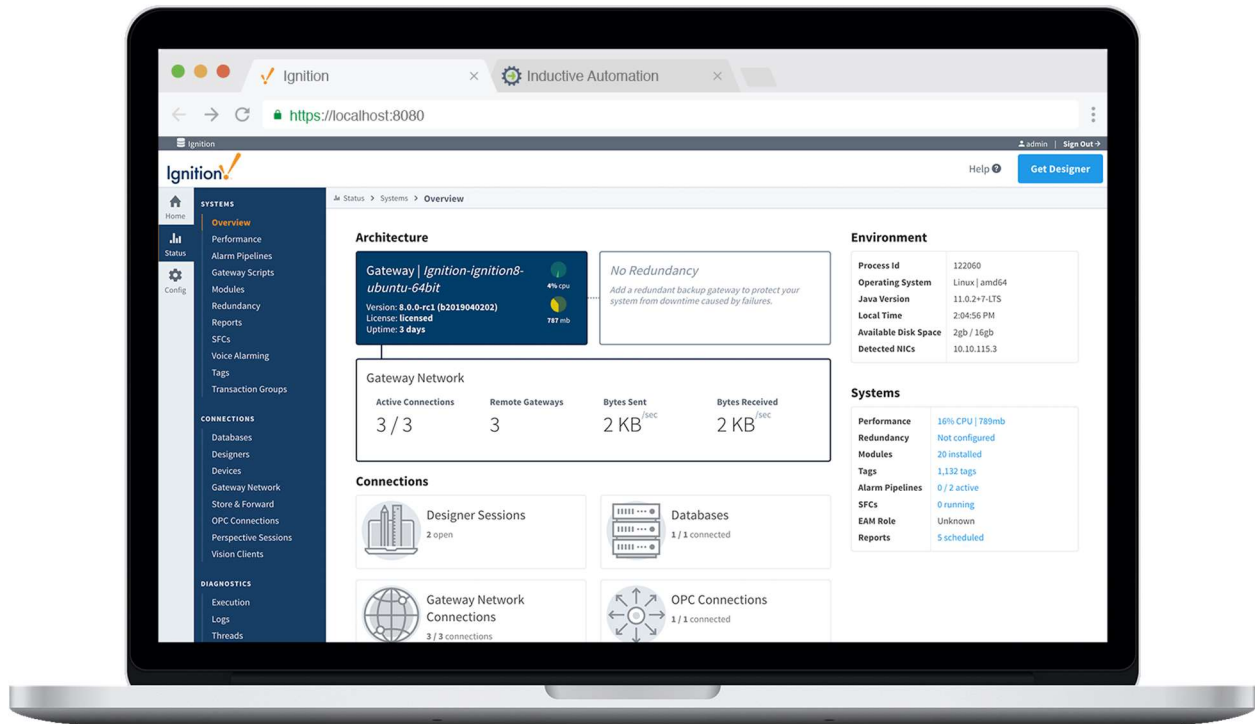 Ignition
Inductive Automation
https://localhost:8080
Ignition
admin | Sign Out
Ignition!
Help
Get Designer
Home
Status
Config
SYSTEMS
Overview
Performance
Alarm Pipelines
Gateway Scripts
Modules
Redundancy
Reports
SFCs
Voice Alarming
Tags
Transaction Groups
CONNECTIONS
Databases
Designers
Devices
Gateway Network
Store & Forward
OPC Connections
Perspective Sessions
Vision Clients
DIAGNOSTICS
Execution
Logs
Threads
Status > Systems > Overview
Architecture
Gateway | Ignition-ignition8-
ubuntu-64bit
Version: 8.0.0-rc1 (b2019040202)
License: licensed
Uptime: 3 days
4% cpu
787 mb
No Redundancy
Add a redundant backup gateway to protect your
system from downtime caused by failures.
Gateway Network
Active Connections Remote Gateways Bytes Sent Bytes Received
3 / 3 3 2 KB/sec 2 KB/sec
Connections
Designer Sessions
2 open
Databases
1 / 1 connected
Gateway Network
Connections
3 / 3 connections
OPC Connections
1 / 1 connected
Environment
Process Id 122060
Operating System Linux | amd64
Java Version 11.0.2+7-LTS
Local Time 2:04:56 PM
Available Disk Space 2gb / 16gb
Detected NICs 10.10.115.3
Systems
Performance 16% CPU | 789mb
Redundancy Not configured
Modules 20 installed
Tags 1,132 tags
Alarm Pipelines 0 / 2 active
SFCs 0 running
EAM Role Unknown
Reports 5 scheduled